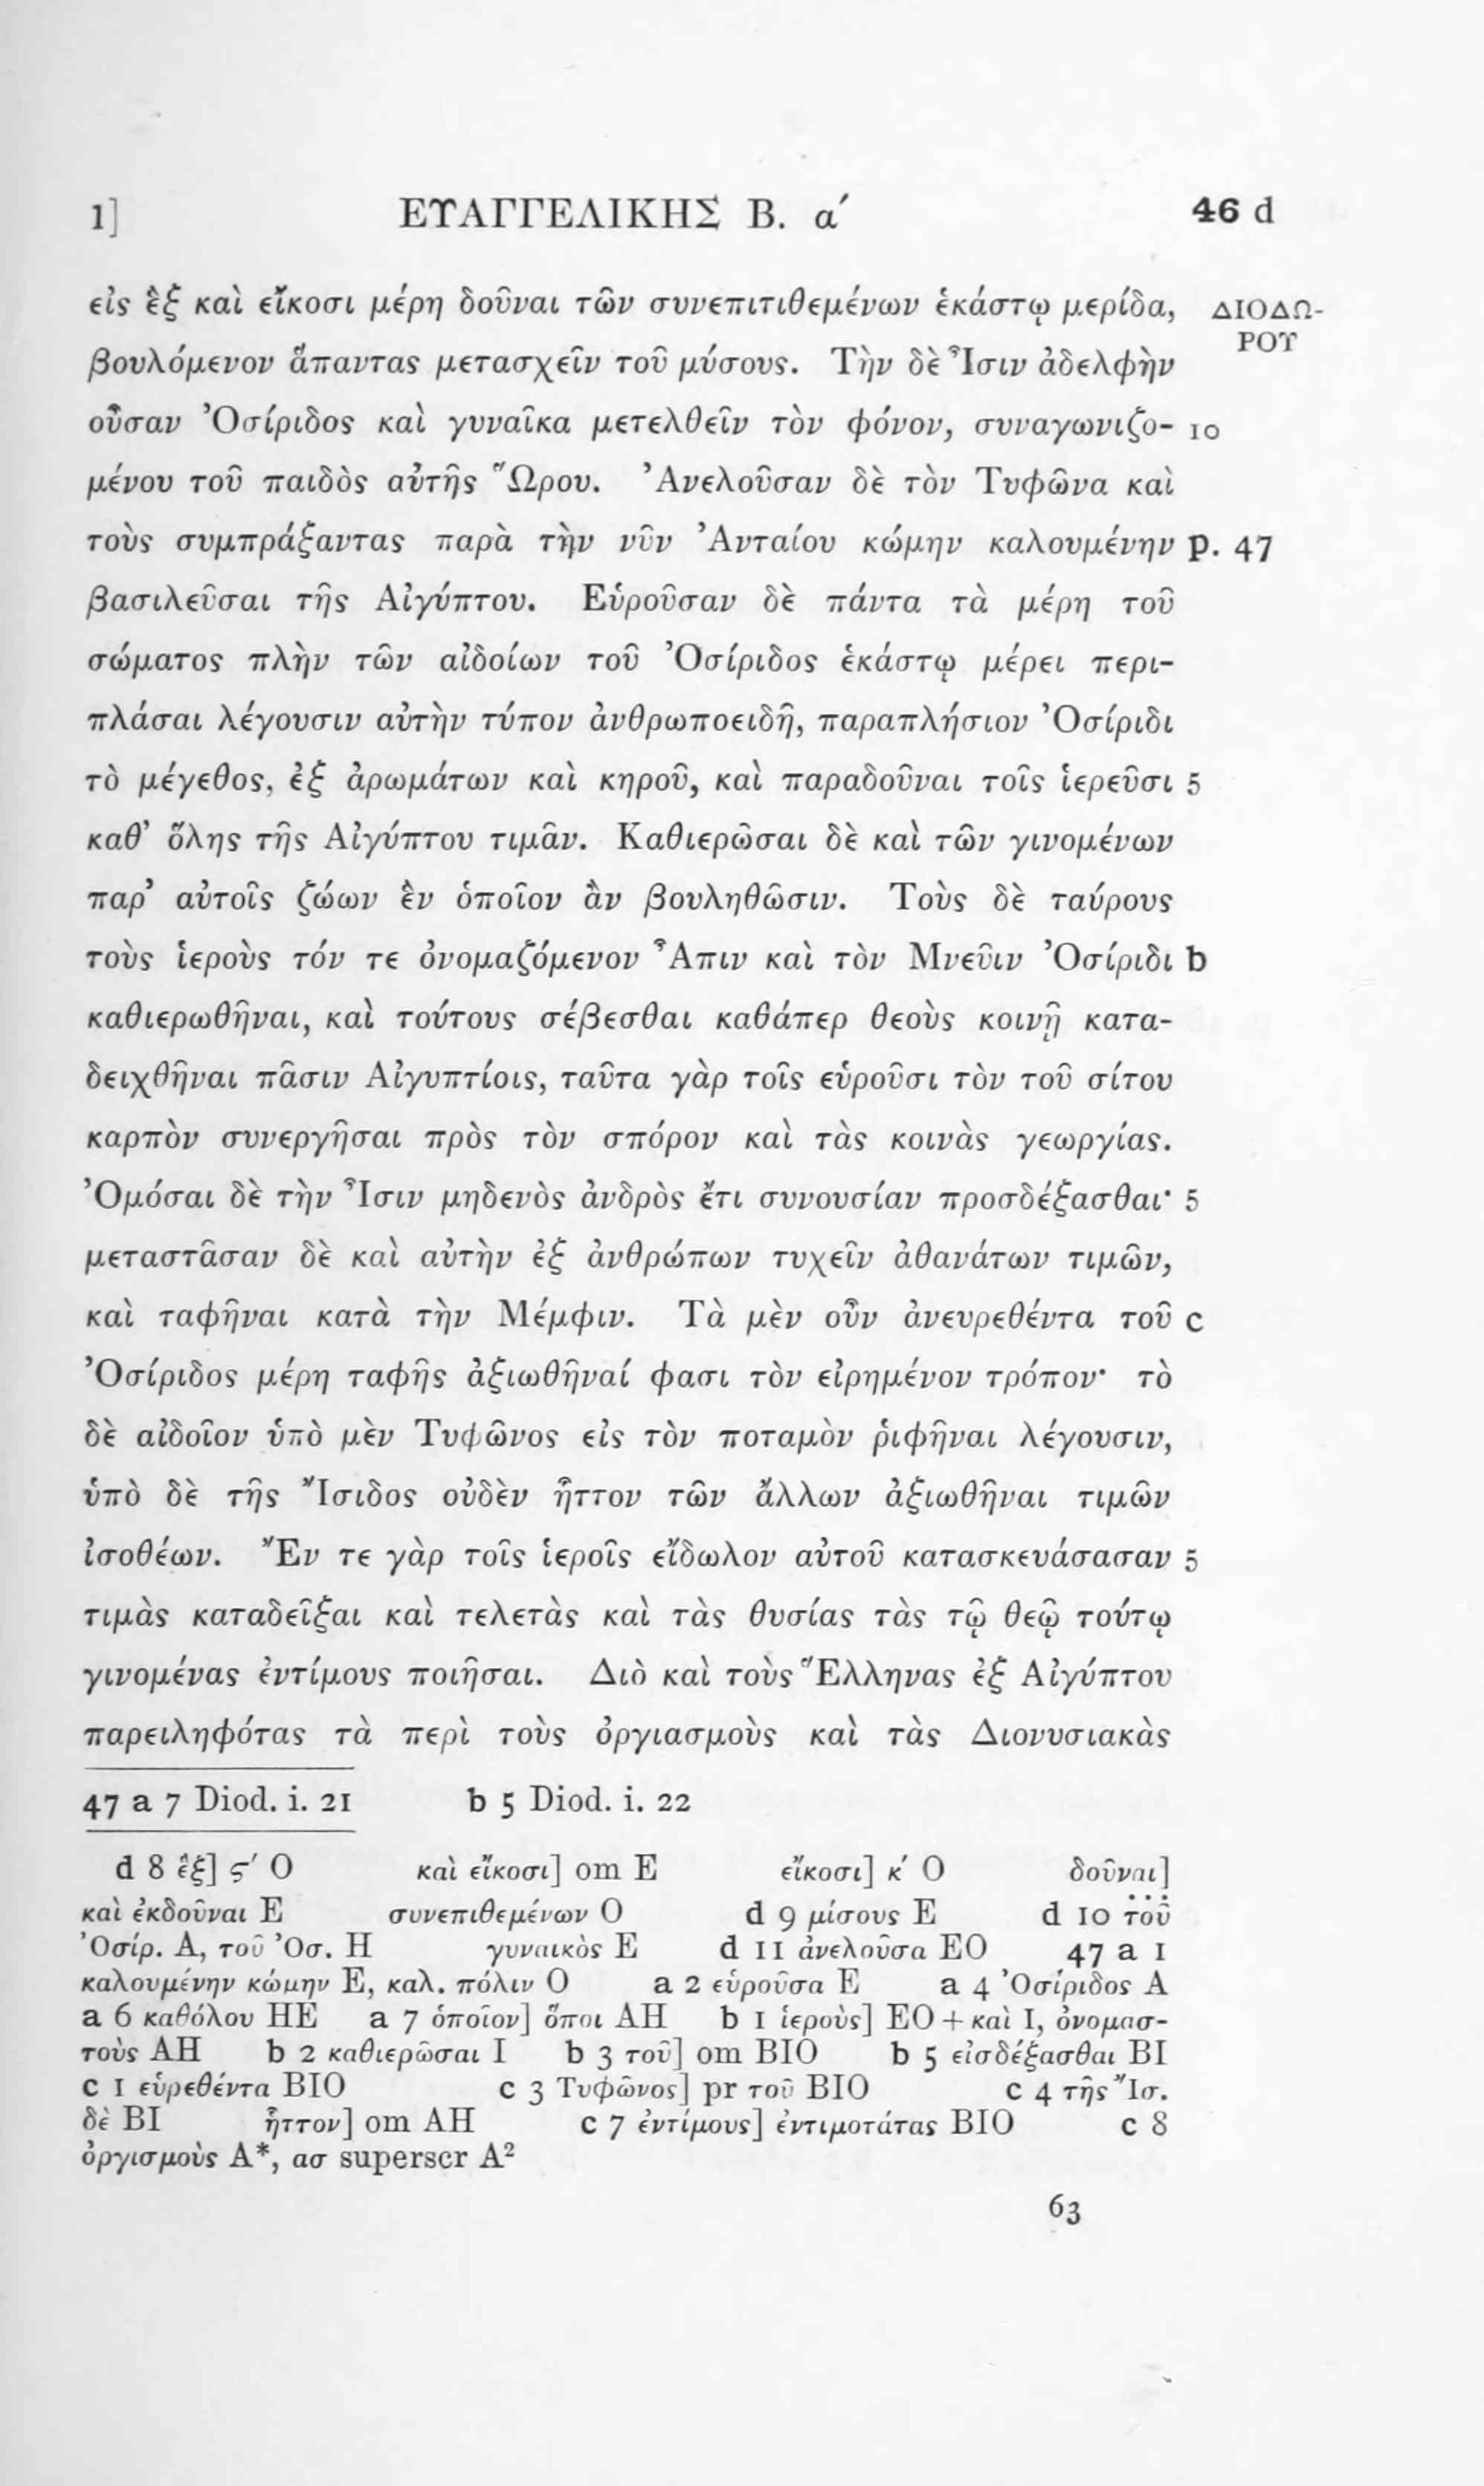 1] ΕΥΑΓΓΕΛΙΚΗΣ Β. α´ 46 d
εἰς ἓξ καὶ εἴκοσι μέρη δοῦναι τῶν συνεπιτιθεμένων ἑκάστῳ μερίδα, ΔΙΟΔΩ-
βουλόμενον ἅπαντας μετασχεῖν τοῦ μύσους. Τὴν δὲ Ἶσιν ἀδελφὴν ΡΟΥ
οὖσαν Ὀσίριδος καὶ γυναῖκα μετελθεῖν τὸν φόνον, συναγωνιζο- 10
μένου τοῦ παιδὸς αὐτῆς Ὥρου. Ἀνελοῦσαν δὲ τὸν Τυφῶνα καὶ
τοὺς συμπράξαντας παρὰ τὴν νῦν Ἀνταίου κώμην καλουμένην p. 47
βασιλεῦσαι τῆς Αἰγύπτου. Εὑροῦσαν δὲ πάντα τὰ μέρη τοῦ
σώματος πλὴν τῶν αἰδοίων τοῦ Ὀσίριδος ἑκάστῳ μέρει περι-
πλάσαι λέγουσιν αὐτὴν τύπον ἀνθρωποειδῆ, παραπλήσιον Ὀσίριδι
τὸ μέγεθος, ἐξ ἀρωμάτων καὶ κηροῦ, καὶ παραδοῦναι τοῖς ἱερεῦσι 5
καθ’ ὅλης τῆς Αἰγύπτου τιμᾶν. Καθιερῶσαι δὲ καὶ τῶν γινομένων
παρ’ αὐτοῖς ζώων ἓν ὁποῖον ἂν βουληθῶσιν. Τοὺς δὲ ταύρους
τοὺς ἱεροὺς τόν τε ὀνομαζόμενον Ἆπιν καὶ τὸν Μνεῦιν Ὀσίριδι b
καθιερωθῆναι, καὶ τούτους σέβεσθαι καθάπερ θεοὺς κοινῇ κατα-
δειχθῆναι πᾶσιν Αἰγυπτίοις, ταῦτα γὰρ τοῖς εὑροῦσι τὸν τοῦ σίτου
καρπὸν συνεργῆσαι πρὸς τὸν σπόρον καὶ τὰς κοινὰς γεωργίας.
Ὀμόσαι δὲ τὴν Ἶσιν μηδενὸς ἀνδρὸς ἔτι συνουσίαν προσδέξασθαι· 5
μεταστᾶσαν δὲ καὶ αὐτὴν ἐξ ἀνθρώπων τυχεῖν ἀθανάτων τιμῶν,
καὶ ταφῆναι κατὰ τὴν Μέμφιν. Τὰ μὲν οὖν ἀνευρεθέντα τοῦ c
Ὀσίριδος μέρη ταφῆς ἀξιωθῆναί φασι τὸν εἰρημένον τρόπον· τὸ
δὲ αἰδοῖον ὑπὸ μὲν Τυφῶνος εἰς τὸν ποταμὸν ῥιφῆναι λέγουσιν,
ὑπὸ δὲ τῆς Ἴσιδος οὐδὲν ἧττον τῶν ἄλλων ἀξιωθῆναι τιμῶν
ἰσοθέων. Ἔν τε γὰρ τοῖς ἱεροῖς εἴδωλον αὐτοῦ κατασκευάσασαν 5
τιμὰς καταδεῖξαι καὶ τελετὰς καὶ τὰς θυσίας τὰς τῷ θεῷ τούτῳ
γινομένας ἐντίμους ποιῆσαι. Διὸ καὶ τοὺς Ἕλληνας ἐξ Αἰγύπτου
παρειληφότας τὰ περὶ τοὺς ὀργιασμοὺς καὶ τὰς Διονυσιακὰς
47 a 7 Diod. i. 21 b 5 Diod. i. 22
d 8 ἓξ] ϛ´ O καὶ εἴκοσι] om E εἴκοσι] κ´ O δοῦναι]
καὶ ἐκδοῦναι E συνεπιθεμένων O d 9 μίσους E d 10 τοῦ
Ὀσίρ. A, τοῦ Ὀσ. H γυναικὸς E d 11 ἀνελοῦσα EO 47 a 1
καλουμένην κώμην E, καλ. πόλιν O a 2 εὑροῦσα E a 4 Ὀσίριδος A
a 6 καθόλου HE a 7 ὁποῖον] ὅποι AH b 1 ἱεροὺς] EO + καὶ I, ὀνομασ-
τοὺς AH b 2 καθιερῶσαι I b 3 τοῦ] om BIO b 5 εἰσδέξασθαι BI
c 1 εὑρεθέντα BIO c 3 Τυφῶνος] pr τοῦ BIO c 4 τῆς Ἴσ.
δὲ BI ἧττον] om AH c 7 ἐντίμους] ἐντιμοτάτας BIO c 8
ὀργισμοὺς A*, ασ superscr A²
63